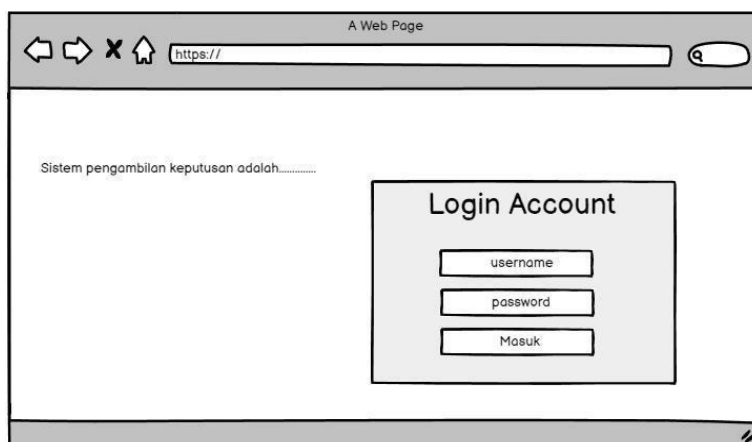 A Web Page
https://
Sistem pengambilan keputusan adalah.............
Login Account
username
password
Masuk